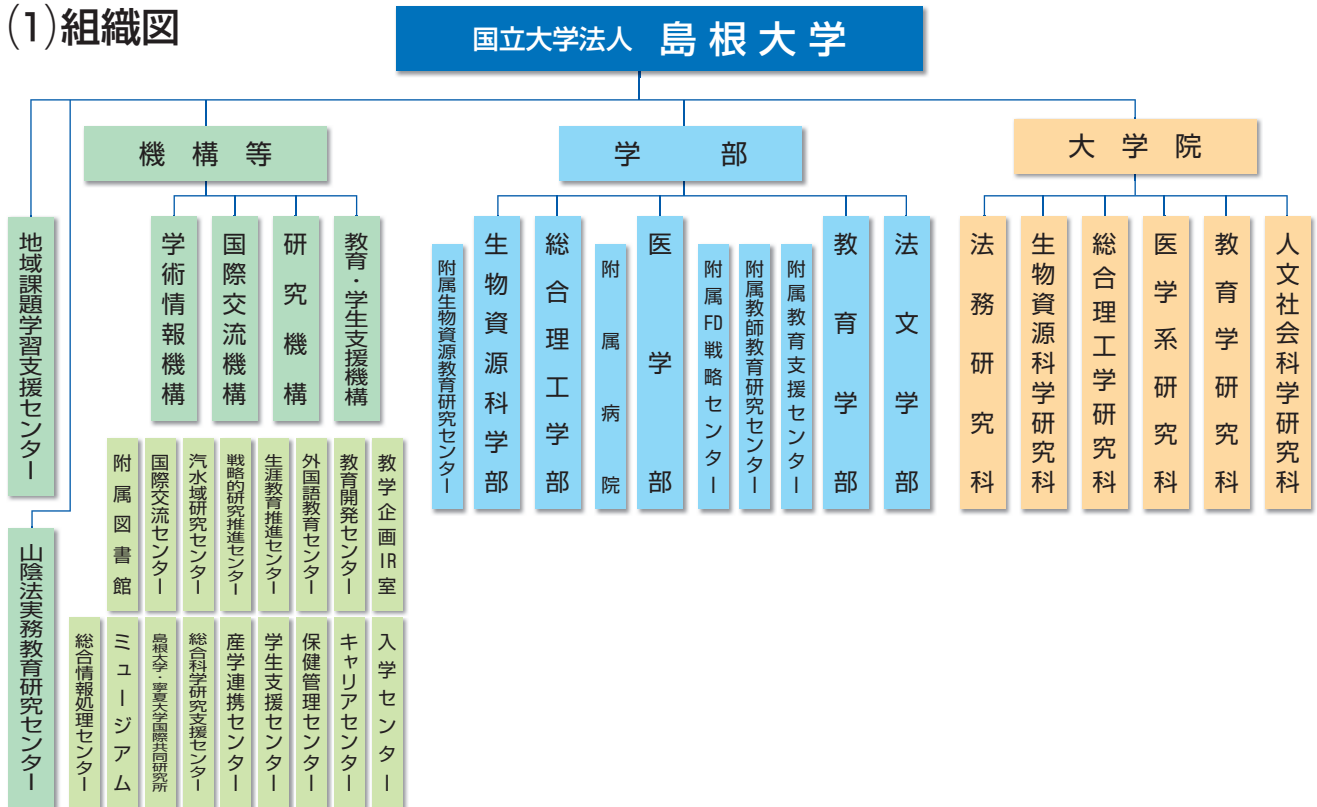 (1)組織図
国立大学法人 島根大学
機構等
学部
大学院
地域課題学習支援センター
山陰法実務教育研究センター
学術情報機構
国際交流機構
研究機構
教育・学生支援機構
附属図書館
国際交流センター
汽水域研究センター
戦略的研究推進センター
生涯教育推進センター
外国語教育センター
教育開発センター
教学企画IR室
総合情報処理センター
ミュージアム
島根大学・寧夏大学国際共同研究所
総合科学研究支援センター
産学連携センター
学生支援センター
保健管理センター
キャリアセンター
入学センター
附属生物資源教育研究センター
生物資源科学部
総合理工学部
附属病院
医学部
附属FD戦略センター
附属教師教育研究センター
附属教育支援センター
教育学部
法文学部
法務研究科
生物資源科学研究科
総合理工学研究科
医学系研究科
教育学研究科
人文社会科学研究科